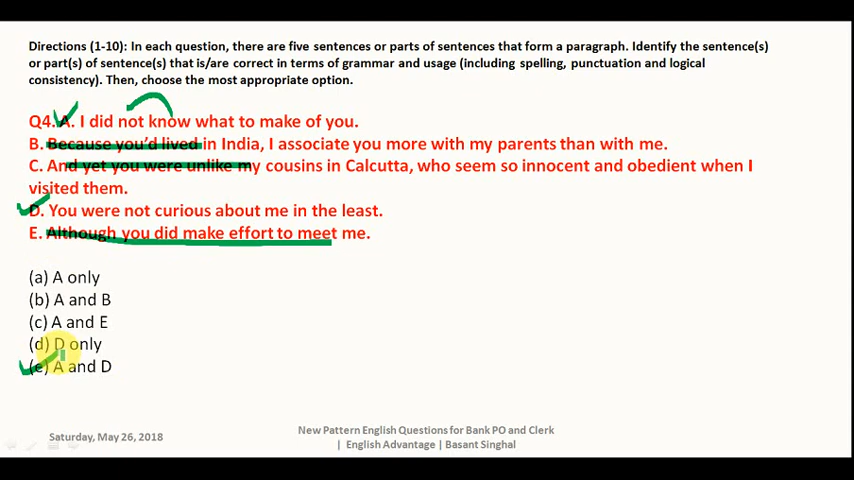 Directions (1-10): In each question, there are five sentences or parts of sentences that form a paragraph. Identify the sentence(s)
or part(s) of sentence(s) that is/are correct in terms of grammar and usage (including spelling, punctuation and logical
consistency). Then, choose the most appropriate option.
Q4. A. I did not know what to make of you.
B. Because you'd lived in India, I associate you more with my parents than with me.
C. And yet you were unlike my cousins in Calcutta, who seem so innocent and obedient when I
visited them.
D. You were not curious about me in the least.
E. Although you did make effort to meet me.
(a) A only
(b) A and B
(c) A and E
(d) D only
(e) A and D
Saturday, May 26, 2018
New Pattern English Questions for Bank PO and Clerk
| English Advantage | Basant Singhal